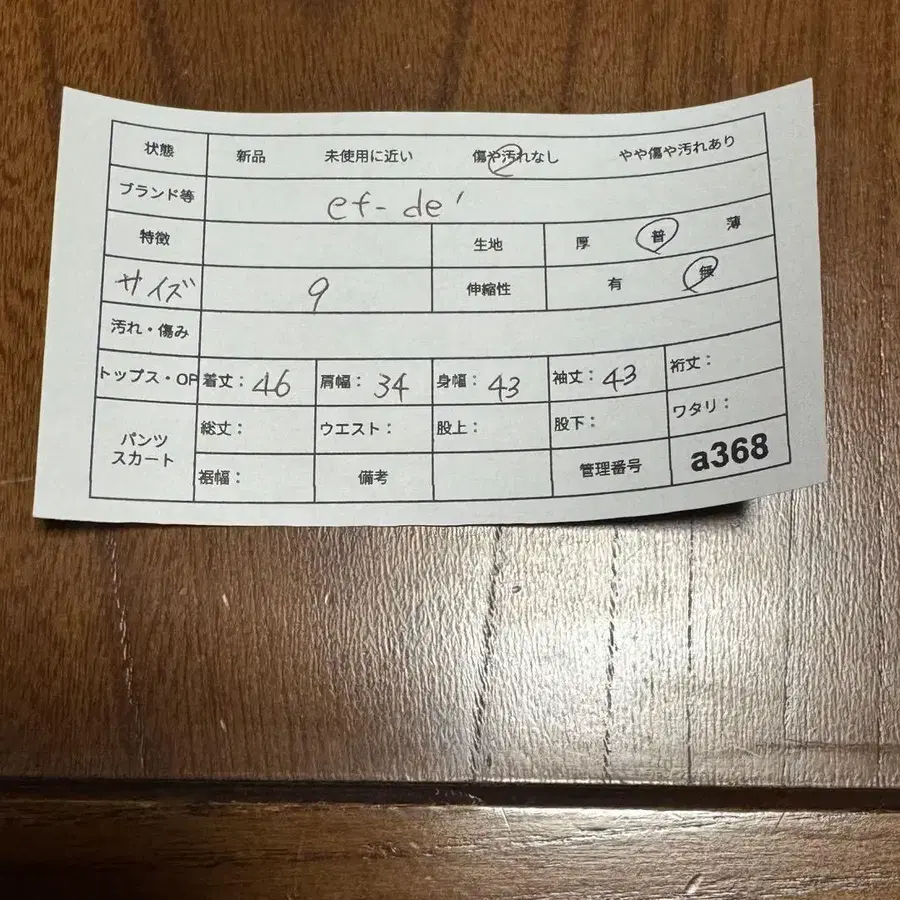 状態 新品 未使用に近い 傷や汚れなし やや傷や汚れあり
ブランド等 ef-de'
特徴 生地 厚 普 薄
サイズ 9 伸縮性 有 無
汚れ・傷み
トップス・OP 着丈：46 肩幅：34 身幅：43 袖丈：43 裄丈：
パンツ
スカート
総丈： ウエスト： 股上： 股下： ワタリ：
裾幅： 備考 管理番号 a368